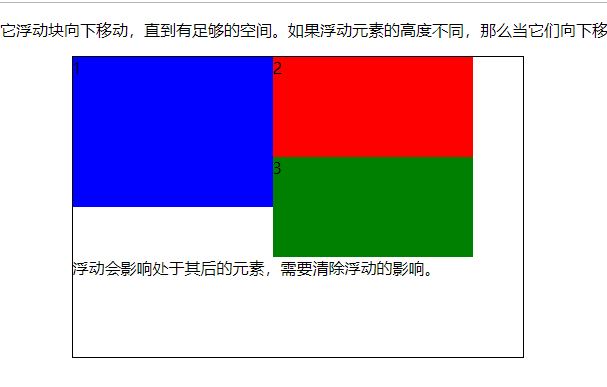 它浮动块向下移动，直到有足够的空间。如果浮动元素的高度不同，那么当它们向下移
1
2
3
浮动会影响处于其后的元素，需要清除浮动的影响。